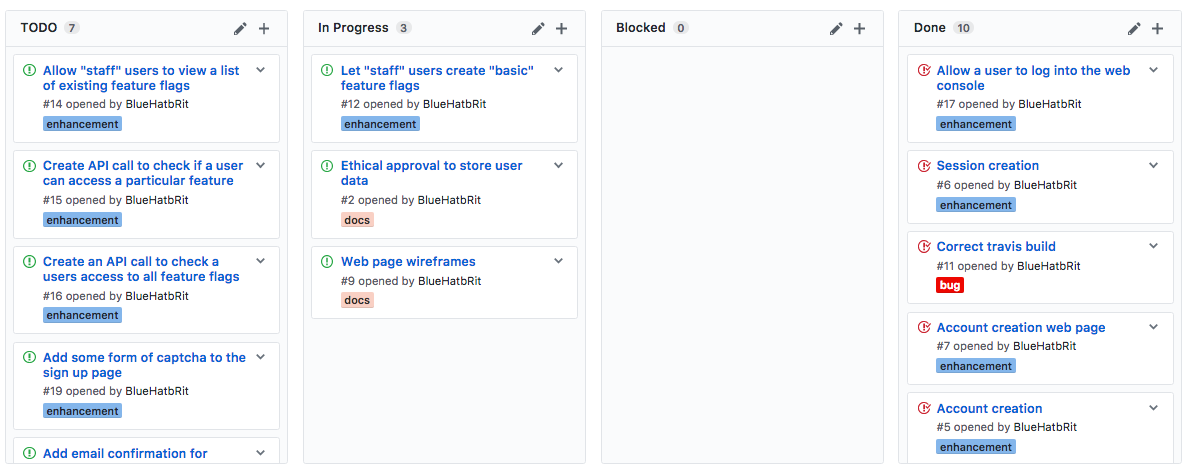 TODO 7
Allow "staff" users to view a list
of existing feature flags
#14 opened by BlueHatbRit
enhancement
Create API call to check if a user
can access a particular feature
#15 opened by BlueHatbRit
enhancement
Create an API call to check a
users access to all feature flags
#16 opened by BlueHatbRit
enhancement
Add some form of captcha to the
sign up page
#19 opened by BlueHatbRit
enhancement
Add email confirmation for
In Progress 3
Let "staff" users create "basic"
feature flags
#12 opened by BlueHatbRit
enhancement
Ethical approval to store user
data
#2 opened by BlueHatbRit
docs
Web page wireframes
#9 opened by BlueHatbRit
docs
Blocked 0
Done 10
Allow a user to log into the web
console
#17 opened by BlueHatbRit
enhancement
Session creation
#6 opened by BlueHatbRit
enhancement
Correct travis build
#11 opened by BlueHatbRit
bug
Account creation web page
#7 opened by BlueHatbRit
enhancement
Account creation
#5 opened by BlueHatbRit
enhancement